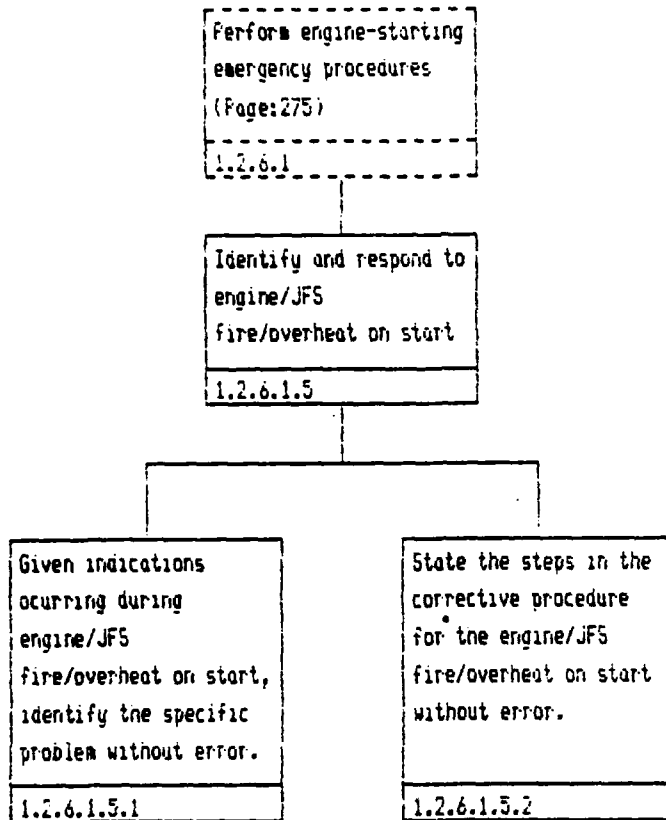 Perform engine-starting
emergency procedures
(Page:275)
1.2.6.1
Identify and respond to
engine/JFS
fire/overheat on start
1.2.6.1.5
Given indications
ocurring during
engine/JFS
fire/overheat on start,
identify the specific
problem without error.
1.2.6.1.5.1
State the steps in the
corrective procedure
for the engine/JFS
fire/overheat on start
without error.
1.2.6.1.5.2